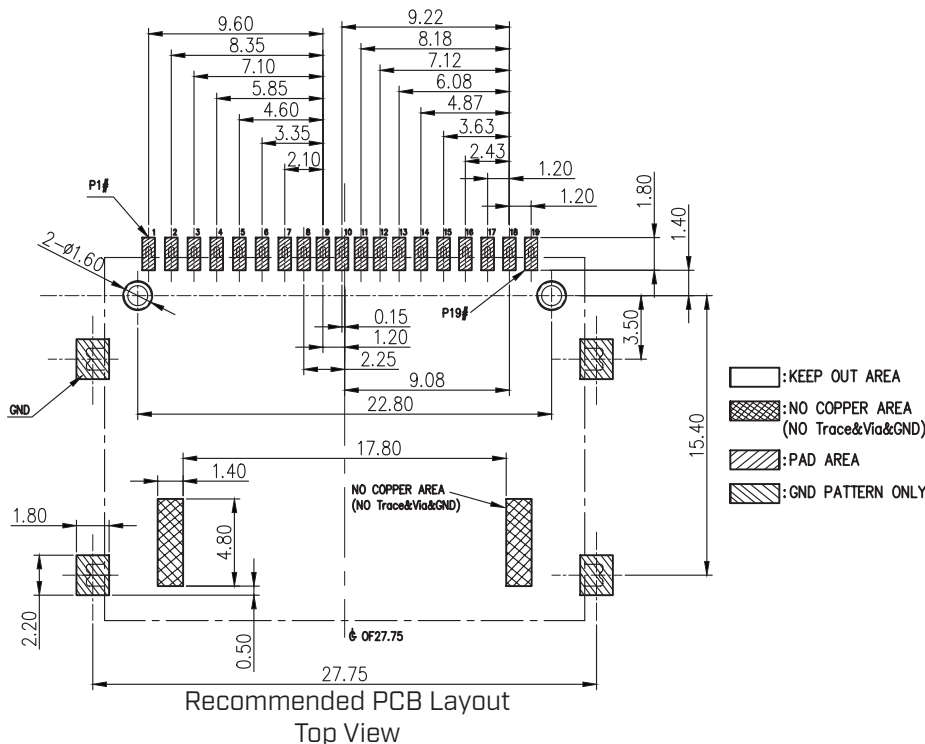 9.60
9.22
8.35
8.18
7.10
7.12
5.85
6.08
4.60
4.87
3.35
3.63
2.10
2.43
1.20
1.20
1.80
1.40
P1#
1 2 3 4 5 6 7 8 9 10 11 12 13 14 15 16 17 18 19
2-ø1.60
P19#
0.15
1.20
2.25
3.50
9.08
GND
22.80
15.40
:KEEP OUT AREA
:NO COPPER AREA
(NO Trace&Via&GND)
:PAD AREA
:GND PATTERN ONLY
17.80
1.40
NO COPPER AREA
(NO Trace&Via&GND)
1.80
4.80
2.20
0.50
℄ OF27.75
27.75
Recommended PCB Layout
Top View